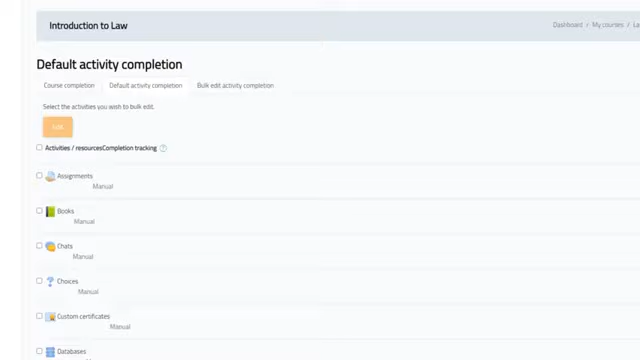 Introduction to Law
Dashboard / My courses / La
Default activity completion
Course completion Default activity completion Bulk edit activity completion
Select the activities you wish to bulk edit.
Edit
Activities / resourcesCompletion tracking ?
Assignments
Manual
Books
Manual
Chats
Manual
Choices
Manual
Custom certificates
Manual
Databases